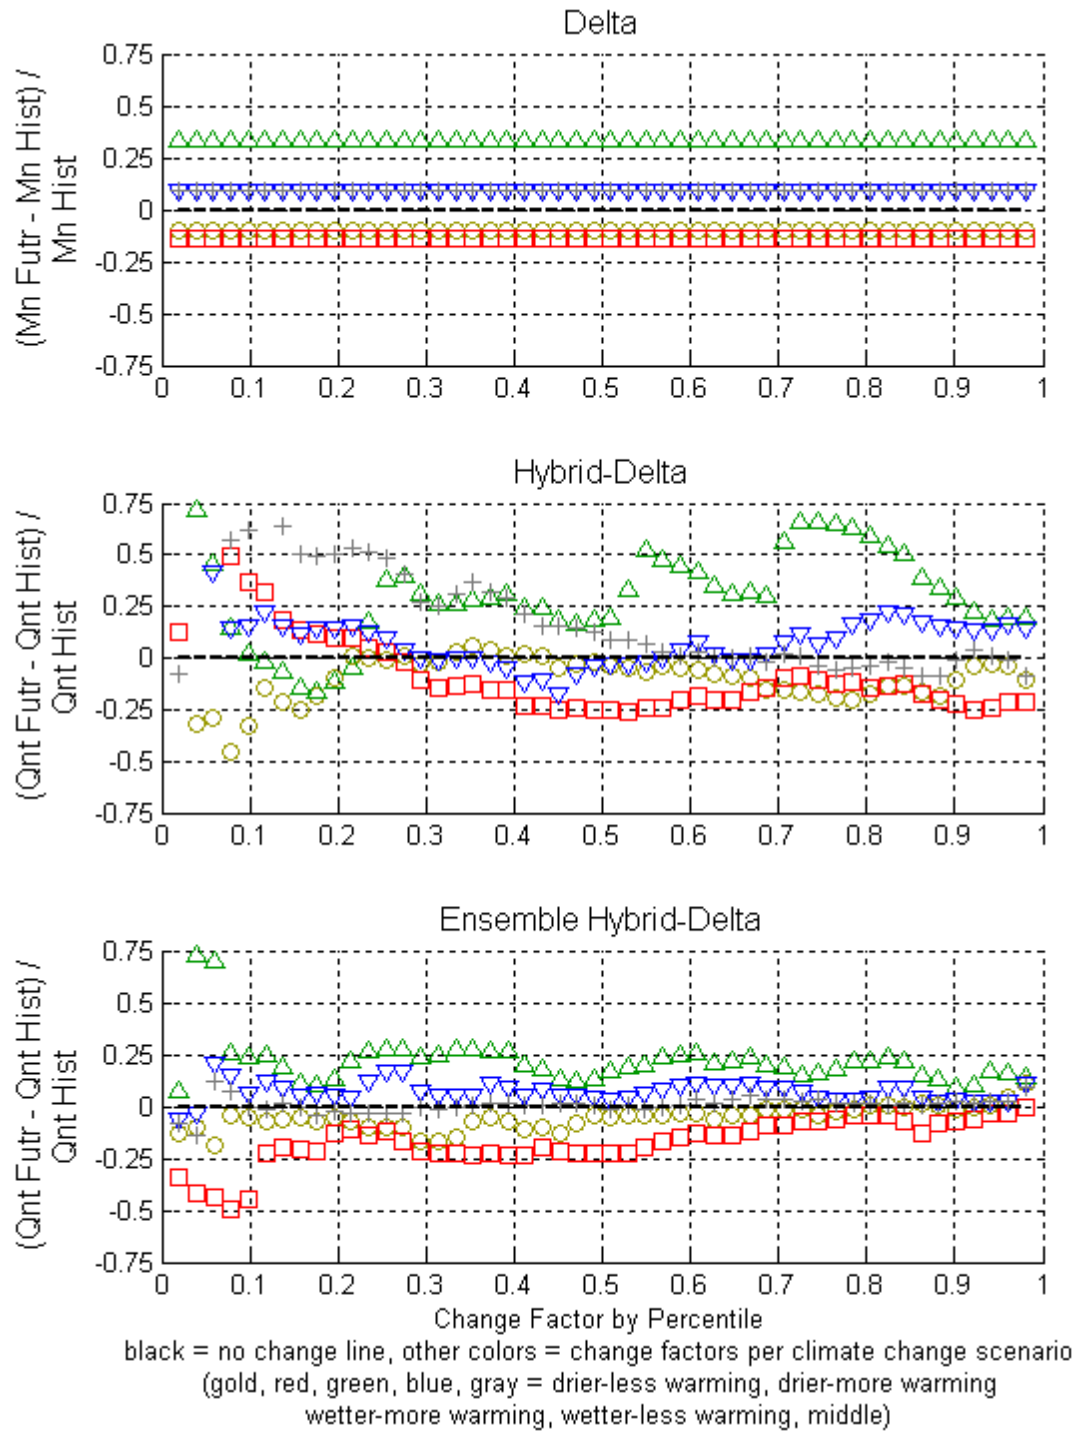 Delta
(Mn Futr - Mn Hist) /
Mn Hist
0.75
0.5
0.25
0
-0.25
-0.5
-0.75
0 0.1 0.2 0.3 0.4 0.5 0.6 0.7 0.8 0.9 1
Hybrid-Delta
(Qnt Futr - Qnt Hist) /
Qnt Hist
0.75
0.5
0.25
0
-0.25
-0.5
-0.75
0 0.1 0.2 0.3 0.4 0.5 0.6 0.7 0.8 0.9 1
Ensemble Hybrid-Delta
(Qnt Futr - Qnt Hist) /
Qnt Hist
0.75
0.5
0.25
0
-0.25
-0.5
-0.75
0 0.1 0.2 0.3 0.4 0.5 0.6 0.7 0.8 0.9 1
Change Factor by Percentile
black = no change line, other colors = change factors per climate change scenario
(gold, red, green, blue, gray = drier-less warming, drier-more warming
wetter-more warming, wetter-less warming, middle)